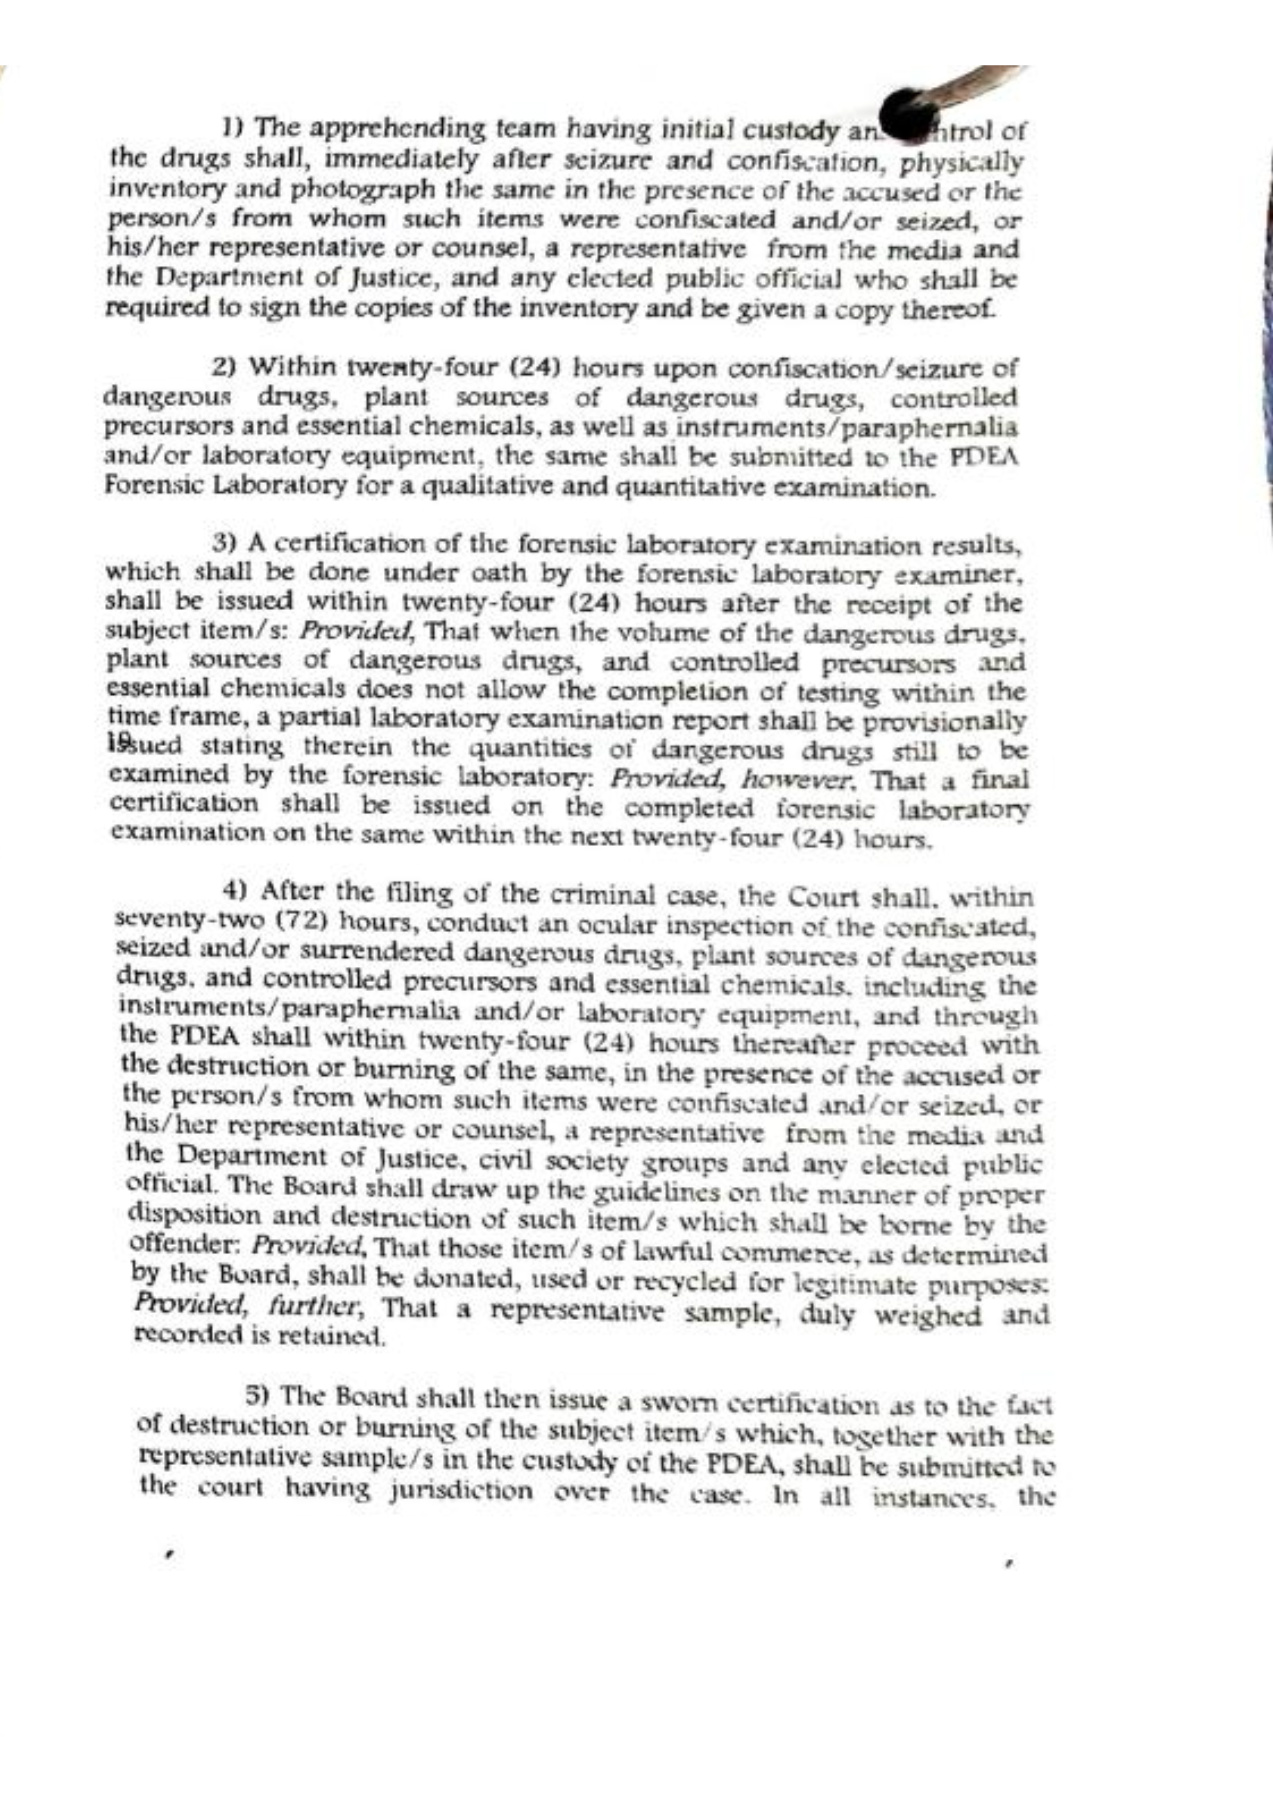 1) The apprehending team having initial custody an ntrol of
the drugs shall, immediately after seizure and confiscation, physically
inventory and photograph the same in the presence of the accused or the
person/s from whom such items were confiscated and/or seized, or
his/her representative or counsel, a representative from the media and
the Department of Justice, and any elected public official who shall be
required to sign the copies of the inventory and be given a copy thereof.
2) Within twenty-four (24) hours upon confiscation/seizure of
dangerous drugs, plant sources of dangerous drugs, controlled
precursors and essential chemicals, as well as instruments/paraphernalia
and/or laboratory equipment, the same shall be submitted to the PDEA
Forensic Laboratory for a qualitative and quantitative examination.
3) A certification of the forensic laboratory examination results,
which shall be done under oath by the forensic laboratory examiner,
shall be issued within twenty-four (24) hours after the receipt of the
subject item/s: Provided, That when the volume of the dangerous drugs,
plant sources of dangerous drugs, and controlled precursors and
essential chemicals does not allow the completion of testing within the
time frame, a partial laboratory examination report shall be provisionally
issued stating therein the quantities of dangerous drugs still to be
examined by the forensic laboratory: Provided, however, That a final
certification shall be issued on the completed forensic laboratory
examination on the same within the next twenty-four (24) hours.
4) After the filing of the criminal case, the Court shall, within
seventy-two (72) hours, conduct an ocular inspection of the confiscated,
seized and/or surrendered dangerous drugs, plant sources of dangerous
drugs, and controlled precursors and essential chemicals, including the
instruments/paraphernalia and/or laboratory equipment, and through
the PDEA shall within twenty-four (24) hours thereafter proceed with
the destruction or burning of the same, in the presence of the accused or
the person/s from whom such items were confiscated and/or seized, or
his/her representative or counsel, a representative from the media and
the Department of Justice, civil society groups and any elected public
official. The Board shall draw up the guidelines on the manner of proper
disposition and destruction of such item/s which shall be borne by the
offender: Provided, That those item/s of lawful commerce, as determined
by the Board, shall be donated, used or recycled for legitimate purposes:
Provided, further, That a representative sample, duly weighed and
recorded is retained.
5) The Board shall then issue a sworn certification as to the fact
of destruction or burning of the subject item/s which, together with the
representative sample/s in the custody of the PDEA, shall be submitted to
the court having jurisdiction over the case. In all instances, the